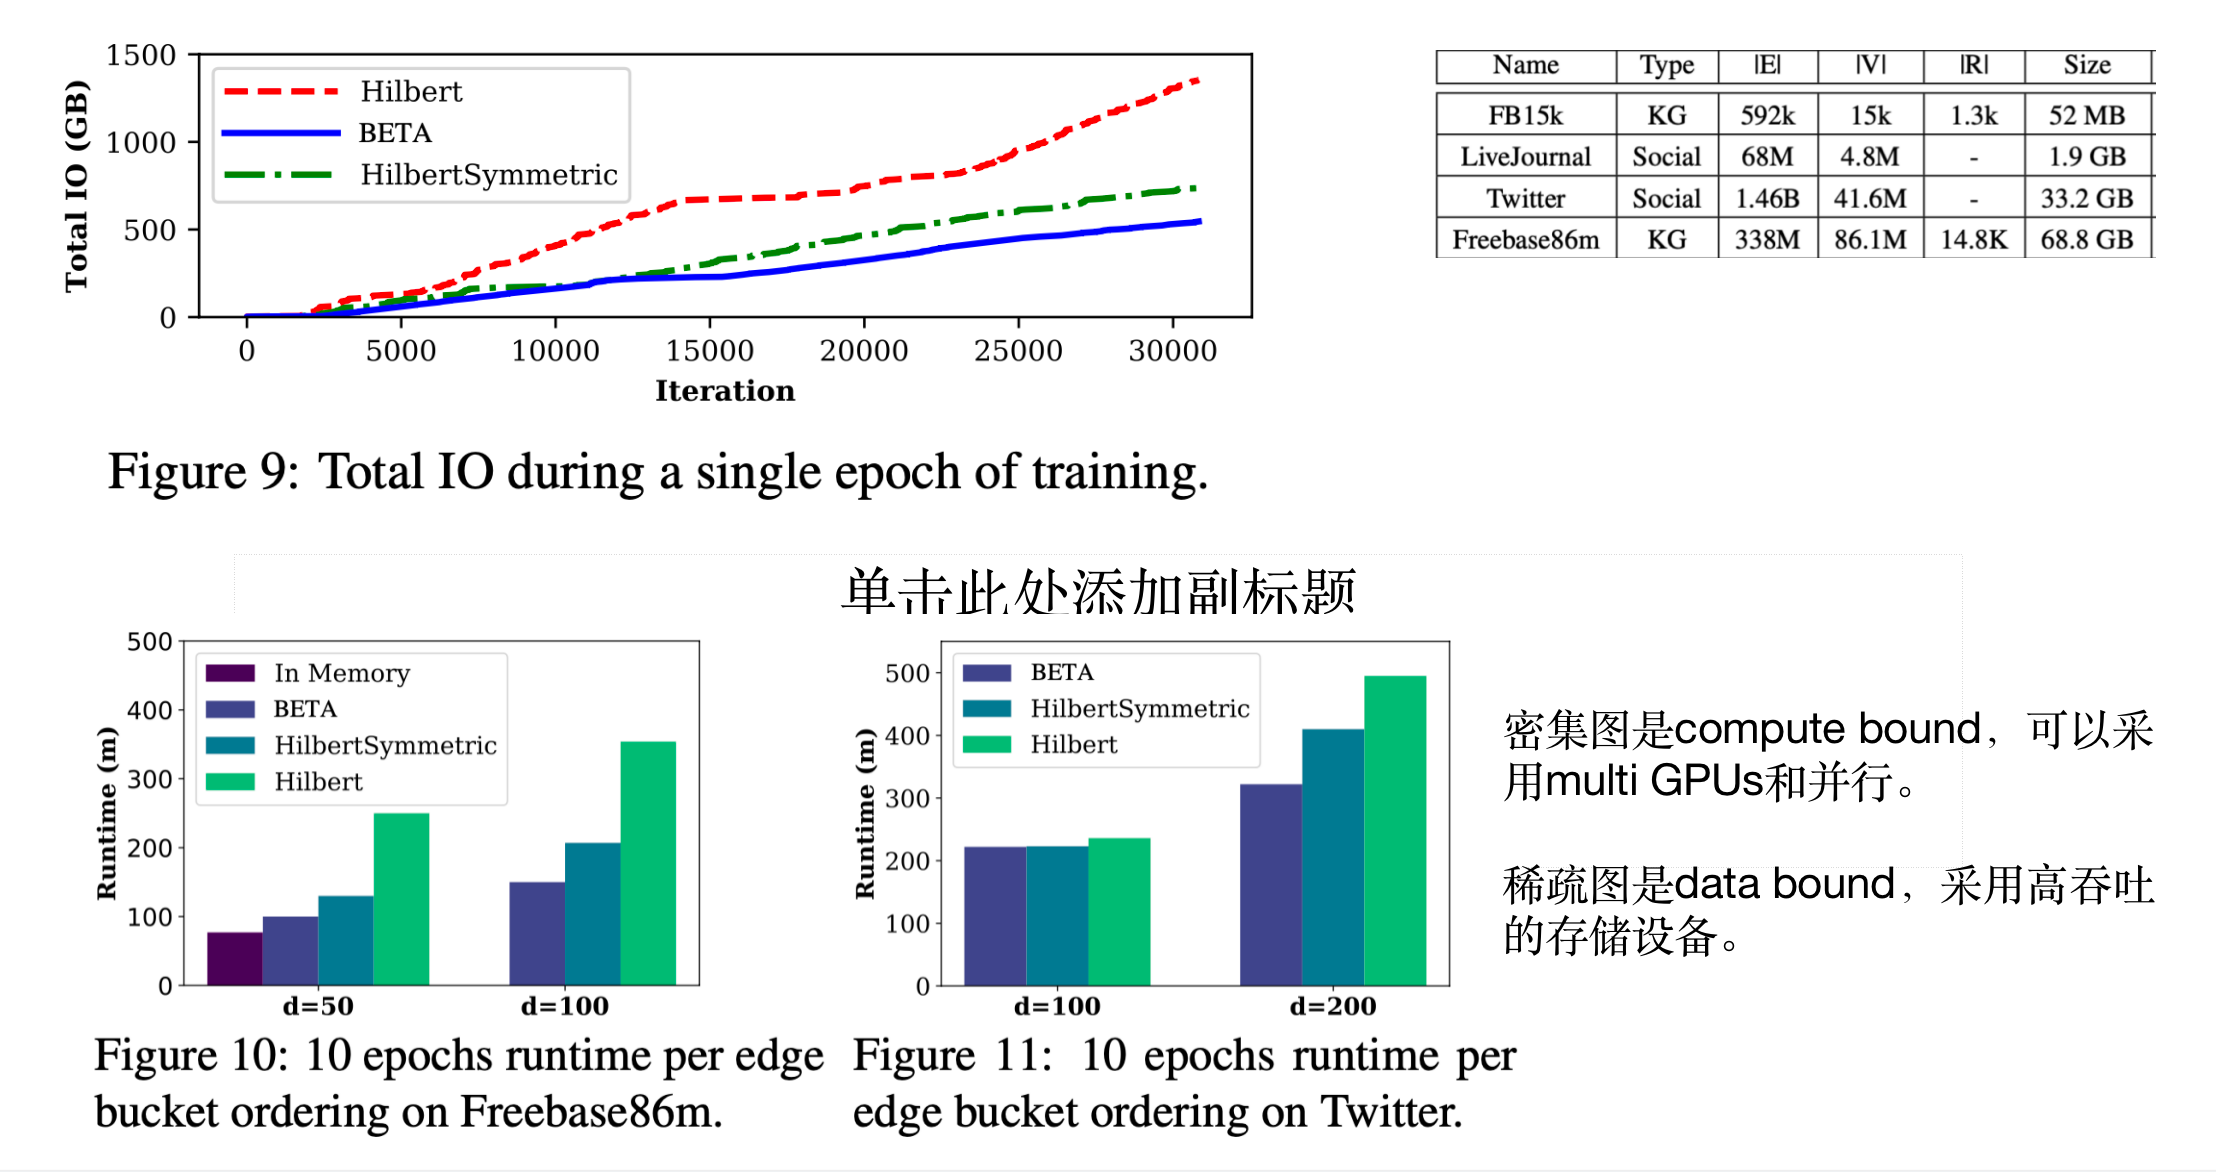 1500
1000
500
0
Total IO (GB)
Hilbert
BETA
HilbertSymmetric
0 5000 10000 15000 20000 25000 30000
Iteration
Figure 9: Total IO during a single epoch of training.
Name Type |E| |V| |R| Size
FB15k KG 592k 15k 1.3k 52 MB
LiveJournal Social 68M 4.8M - 1.9 GB
Twitter Social 1.46B 41.6M - 33.2 GB
Freebase86m KG 338M 86.1M 14.8K 68.8 GB
单击此处添加副标题
500
400
300
200
100
0
Runtime (m)
In Memory
BETA
HilbertSymmetric
Hilbert
d=50 d=100
Figure 10: 10 epochs runtime per edge
bucket ordering on Freebase86m.
500
400
300
200
100
0
Runtime (m)
BETA
HilbertSymmetric
Hilbert
d=100 d=200
Figure 11: 10 epochs runtime per
edge bucket ordering on Twitter.
密集图是compute bound，可以采
用multi GPUs和并行。
稀疏图是data bound，采用高吞吐
的存储设备。